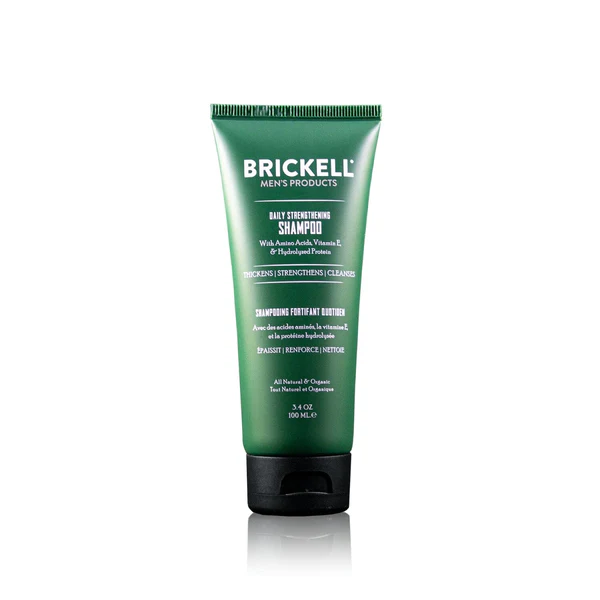 BRICKELL®
MEN'S PRODUCTS
DAILY STRENGTHENING
SHAMPOO
With Amino Acids, Vitamin E,
& Hydrolyzed Protein
THICKENS | STRENGTHENS | CLEANSES
SHAMPOOING FORTIFIANT QUOTIDIEN
Avec des acides aminés, la vitamine E
et la protéine hydrolysée
ÉPAISSIT | RENFORCE | NETTOIE
All Natural & Organic
Tout Naturel et Organique
3.4 OZ
100 ML ℮